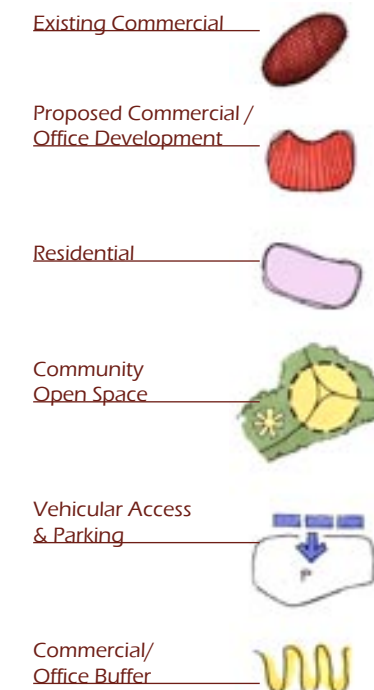 Existing Commercial
Proposed Commercial /
Office Development
Residential
Community
Open Space
Vehicular Access
& Parking
P
Commercial/
Office Buffer